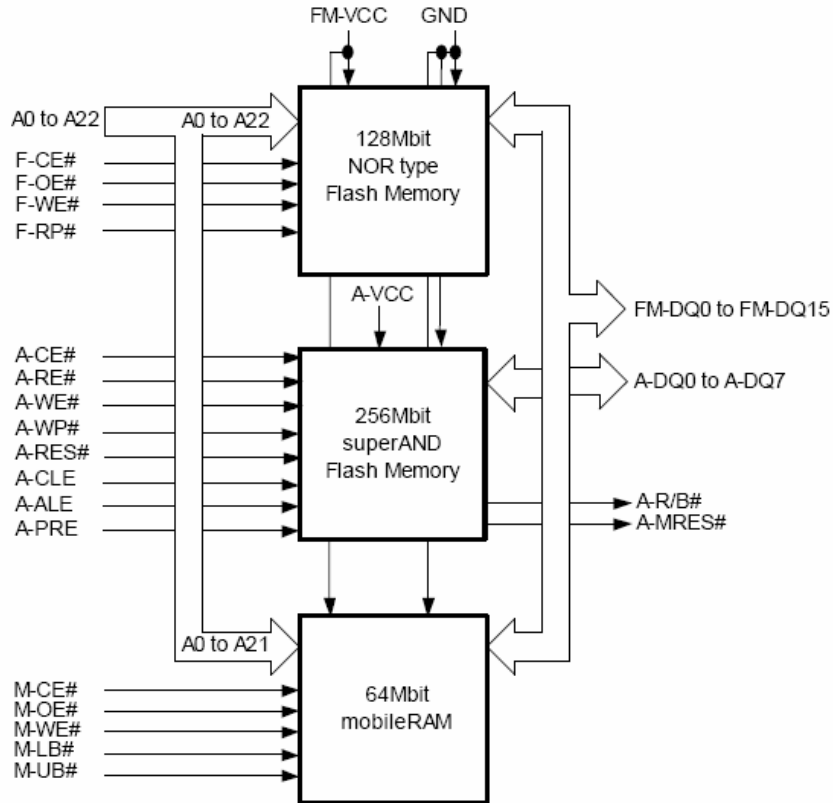 FM-VCC GND
A0 to A22 A0 to A22
128Mbit
NOR type
Flash Memory
F-CE#
F-OE#
F-WE#
F-RP#
A-VCC
FM-DQ0 to FM-DQ15
A-CE#
A-RE#
A-WE#
A-WP#
A-RES#
A-CLE
A-ALE
A-PRE
256Mbit
superAND
Flash Memory
A-DQ0 to A-DQ7
A-R/B#
A-MRES#
A0 to A21
64Mbit
mobileRAM
M-CE#
M-OE#
M-WE#
M-LB#
M-UB#